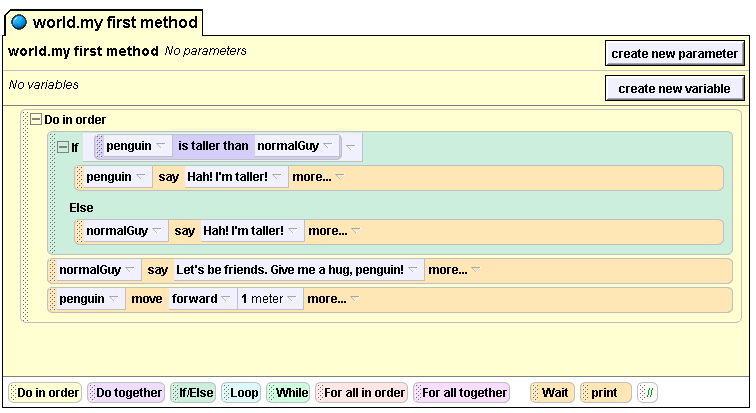 world.my first method
world.my first method No parameters create new parameter
No variables create new variable
Do in order
If penguin is taller than normalGuy
penguin say Hah! I'm taller! more...
Else
normalGuy say Hah! I'm taller! more...
normalGuy say Let's be friends. Give me a hug, penguin! more...
penguin move forward 1 meter more...
Do in order Do together If/Else Loop While For all in order For all together Wait print //